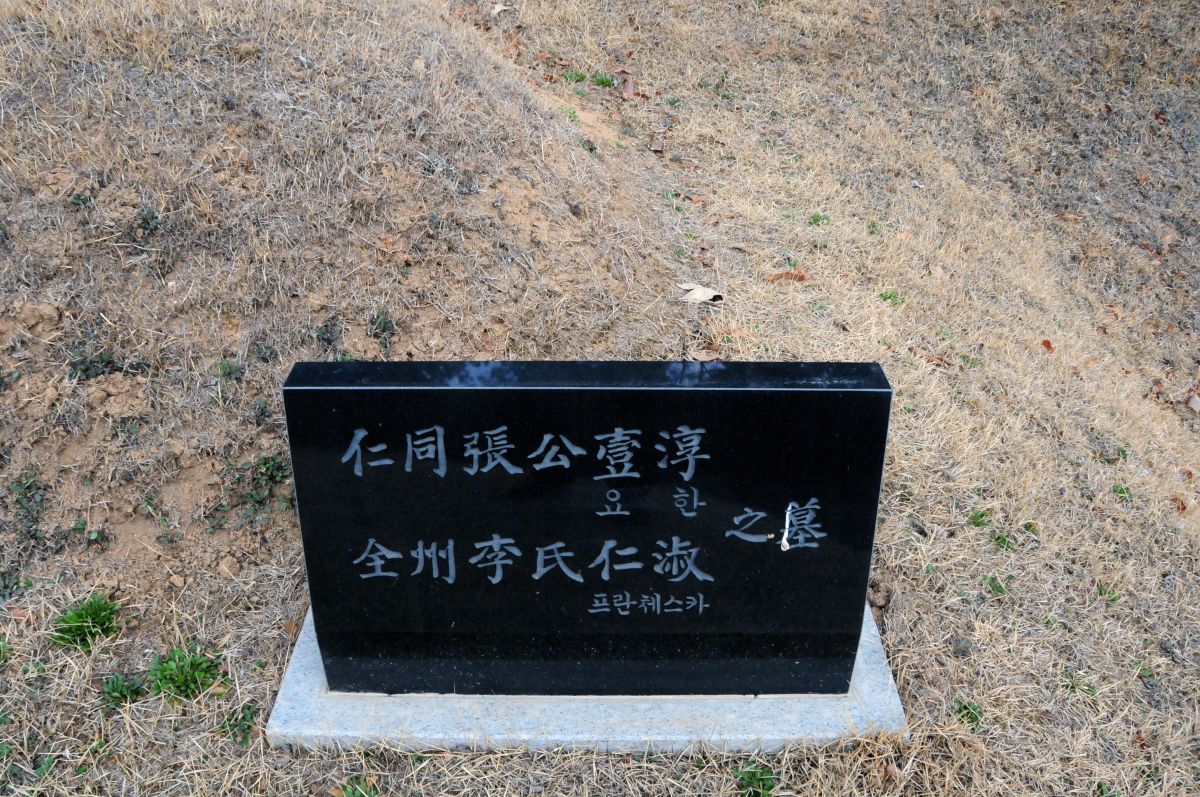 仁同張公壹淳
요한
之墓
全州李氏仁淑
프란체스카